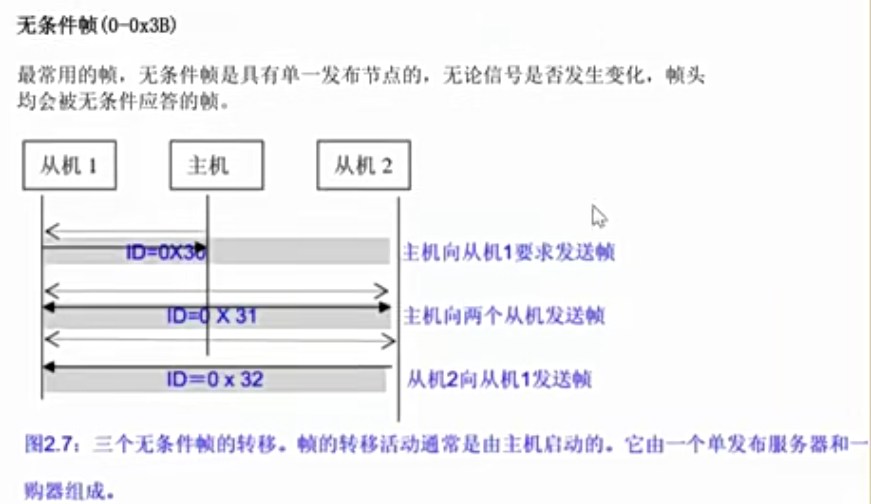 无条件帧(0-0x3B)
最常用的帧，无条件帧是具有单一发布节点的，无论信号是否发生变化，帧头
均会被无条件应答的帧。
从机 1
主机
从机 2
ID=0X30
主机向从机1要求发送帧
ID=0 X 31
主机向两个从机发送帧
ID=0 x 32
从机2向从机1发送帧
图2.7：三个无条件帧的转移。帧的转移活动通常是由主机启动的。它由一个单发布服务器和一
购器组成。